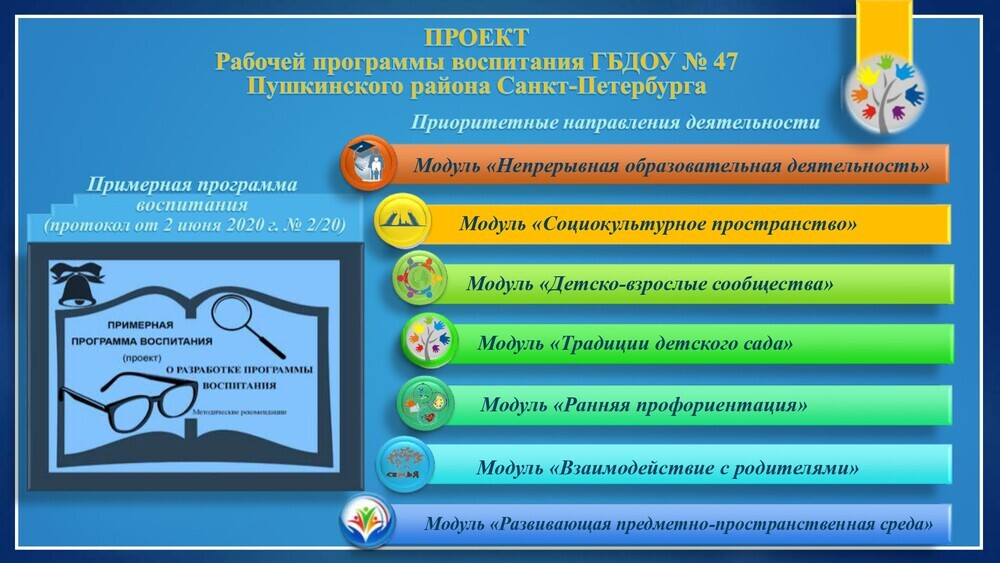 ПРОЕКТ
Рабочей программы воспитания ГБДОУ № 47
Пушкинского района Санкт-Петербурга
Приоритетные направления деятельности
Примерная программа
воспитания
(протокол от 2 июня 2020 г. № 2/20)
ПРИМЕРНАЯ
ПРОГРАММА ВОСПИТАНИЯ
(проект)
О РАЗРАБОТКЕ ПРОГРАММЫ
ВОСПИТАНИЯ
Методические рекомендации
Модуль «Непрерывная образовательная деятельность»
Модуль «Социокультурное пространство»
Модуль «Детско-взрослые сообщества»
Модуль «Традиции детского сада»
Модуль «Ранняя профориентация»
семья
Модуль «Взаимодействие с родителями»
Модуль «Развивающая предметно-пространственная среда»